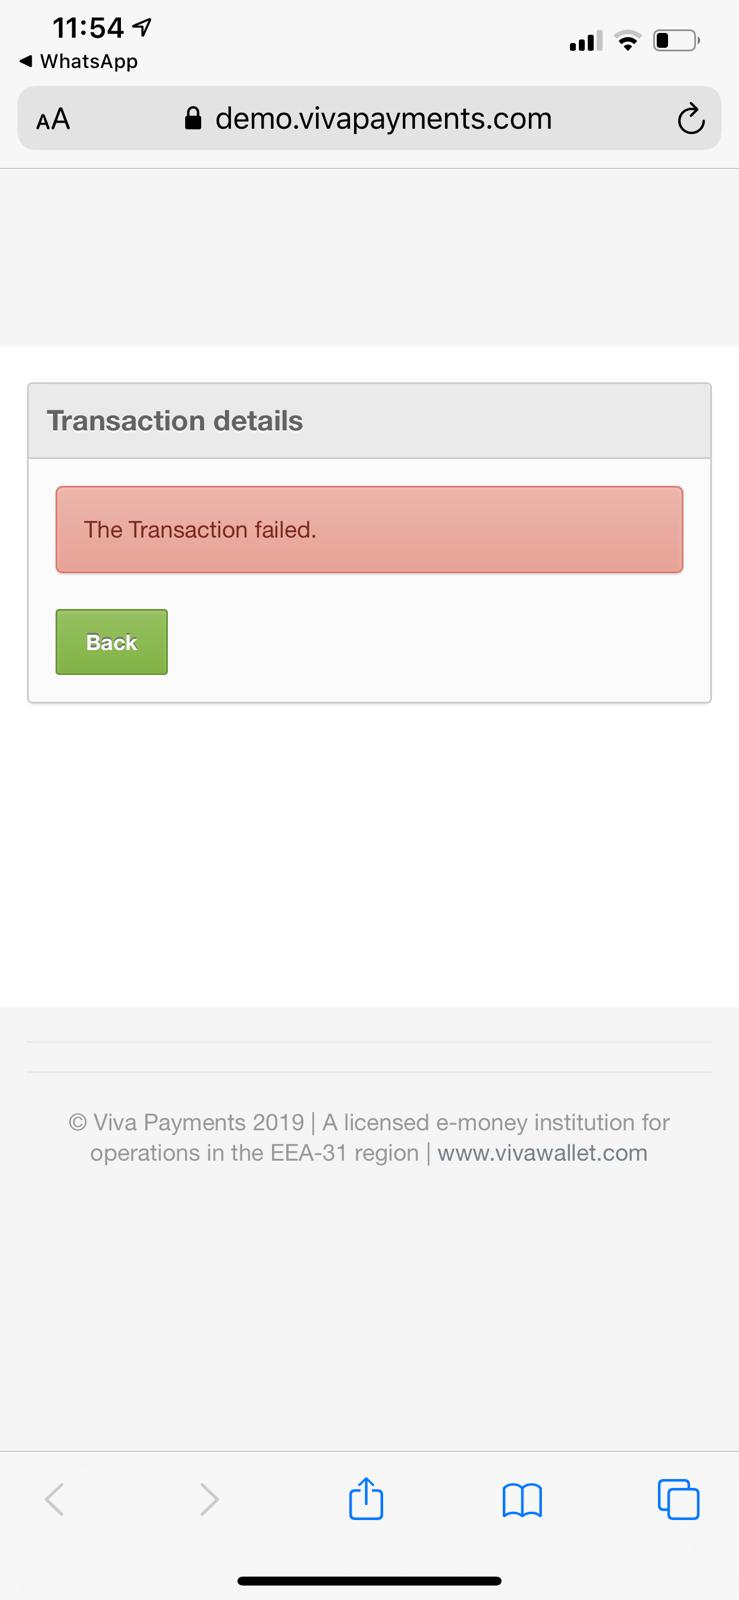 11:54
◀ WhatsApp
AA demo.vivapayments.com
Transaction details
The Transaction failed.
Back
© Viva Payments 2019 | A licensed e-money institution for
operations in the EEA-31 region | www.vivawallet.com